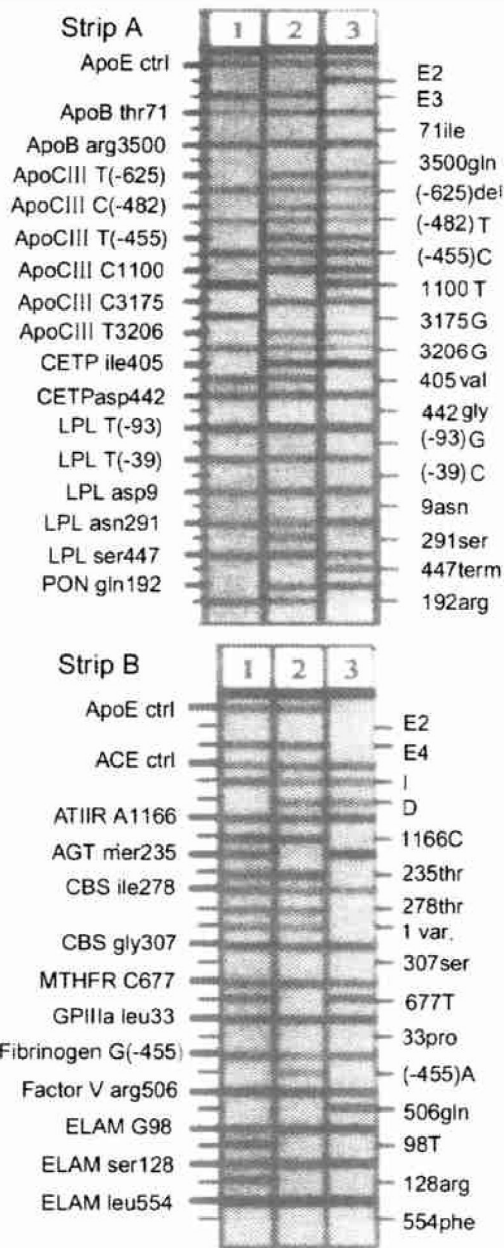 Strip A
1 2 3
ApoE ctrl
E2
E3
ApoB thr71
71ile
ApoB arg3500
3500gln
ApoCIII T(-625)
(-625)del
ApoCIII C(-482)
(-482)T
ApoCIII T(-455)
(-455)C
ApoCIII C1100
1100T
ApoCIII C3175
3175G
ApoCIII T3206
3206G
CETP ile405
405val
CETPasp442
442gly
LPL T(-93)
(-93)G
LPL T(-39)
(-39)C
LPL asp9
9asn
LPL asn291
291ser
LPL ser447
447term
PON gln192
192arg
Strip B
1 2 3
ApoE ctrl
E2
E4
ACE ctrl
I
D
ATIIR A1166
1166C
AGT mer235
235thr
CBS ile278
278thr
1 var.
CBS gly307
307ser
MTHFR C677
677T
GPIIIa leu33
33pro
Fibrinogen G(-455)
(-455)A
Factor V arg506
506gln
ELAM G98
98T
ELAM ser128
128arg
ELAM leu554
554phe